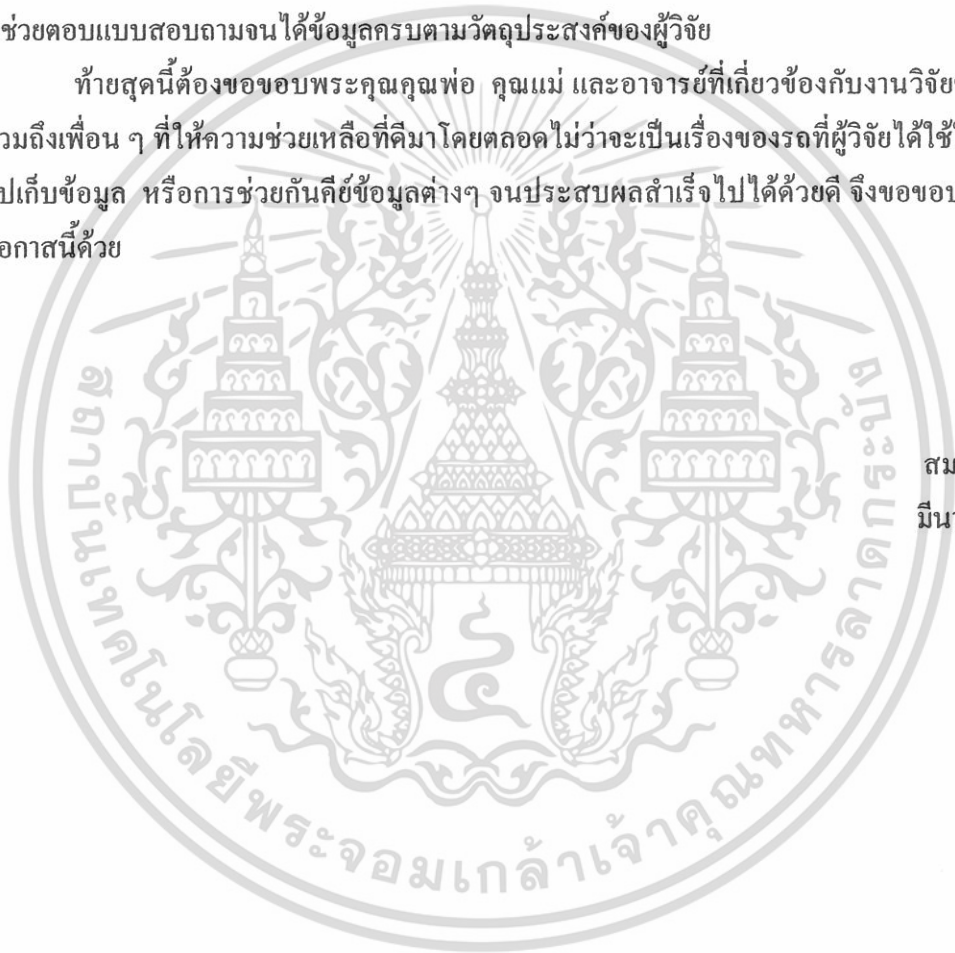 ช่วยตอบแบบสอบถามจนได้ข้อมูลครบตามวัตถุประสงค์ของผู้วิจัย
ท้ายสุดนี้ต้องขอขอบพระคุณคุณพ่อ คุณแม่ และอาจารย์ที่เกี่ยวข้องกับงานวิจัย
วมถึงเพื่อน ๆ ที่ให้ความช่วยเหลือที่ดีมาโดยตลอดไม่ว่าจะเป็นเรื่องของรถที่ผู้วิจัยได้ใช้
ปเก็บข้อมูล หรือการช่วยกันคีย์ข้อมูลต่างๆ จนประสบผลสำเร็จไปได้ด้วยดี จึงขอขอบ
อกาสนี้ด้วย
สม
มีนา
สถาบันเทคโนโลยีพระจอมเกล้าเจ้าคุณทหารลาดกระบัง